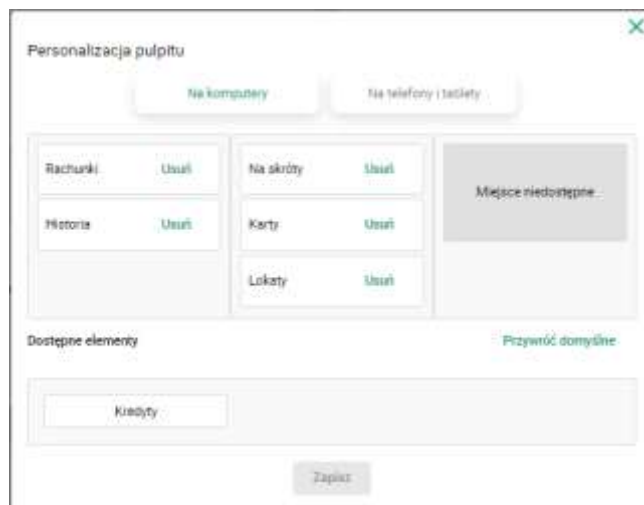 Personalizacja pulpitu
Na komputery Na telefony i tablety
Rachunki Usuń Na skróty Usuń Miejsce niedostępne
Historia Usuń Karty Usuń
Lokaty Usuń
Dostępne elementy Przywróć domyślne
Kredyty
Zapisz